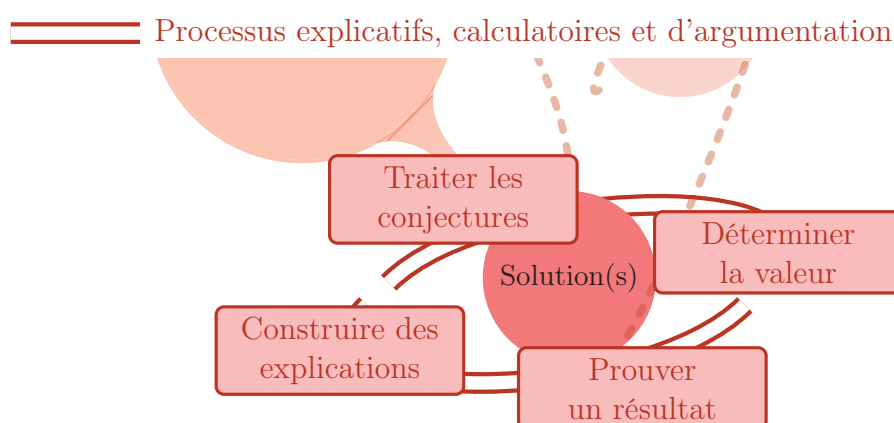 Processus explicatifs, calculatoires et d'argumentation
Traiter les
conjectures
Déterminer
la valeur
Solution(s)
Construire des
explications
Prouver
un résultat